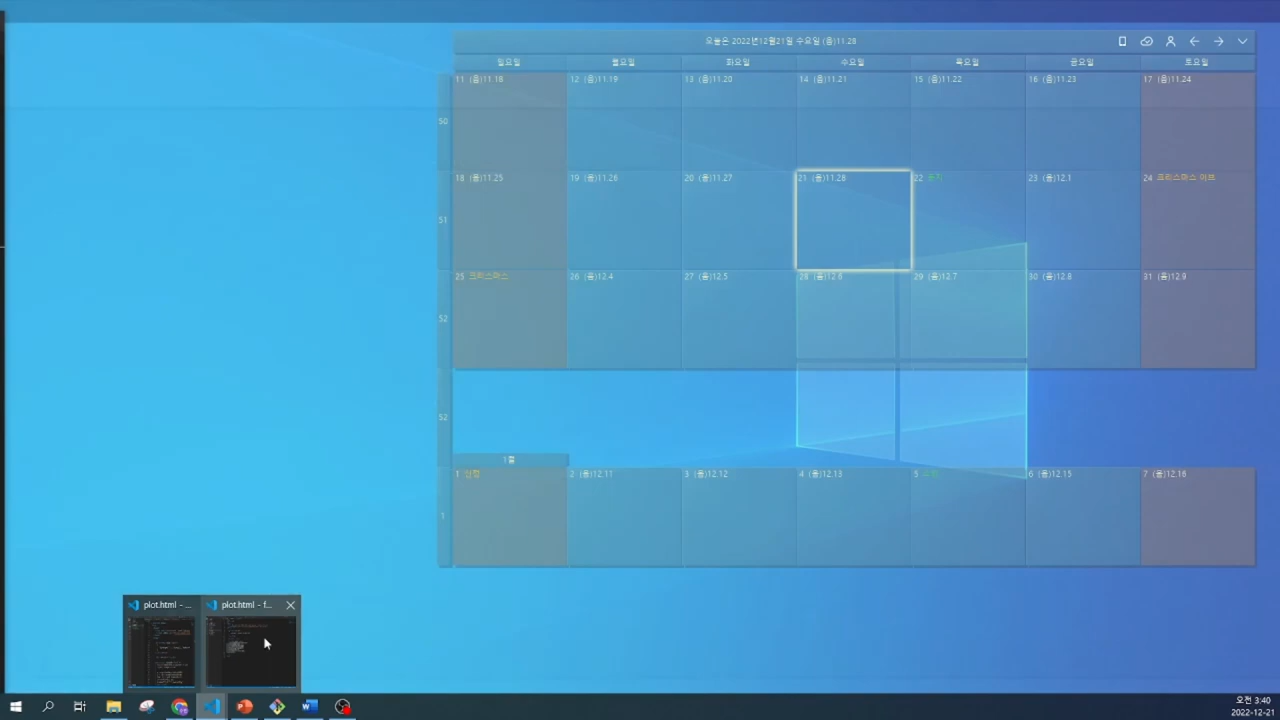 오늘은 2022년12월21일 수요일 (음)11.28
일요일 월요일 화요일 수요일 목요일 금요일 토요일
50
11 (음)11.18
12 (음)11.19
13 (음)11.20
14 (음)11.21
15 (음)11.22
16 (음)11.23
17 (음)11.24
51
18 (음)11.25
19 (음)11.26
20 (음)11.27
21 (음)11.28
22 동지
23 (음)12.1
24 크리스마스 이브
52
25 크리스마스
26 (음)12.4
27 (음)12.5
28 (음)12.6
29 (음)12.7
30 (음)12.8
31 (음)12.9
52
1월
1
1 신정
2 (음)12.11
3 (음)12.12
4 (음)12.13
5 소한
6 (음)12.15
7 (음)12.16
plot.html - ...
plot.html - f...
오전 3:40
2022-12-21